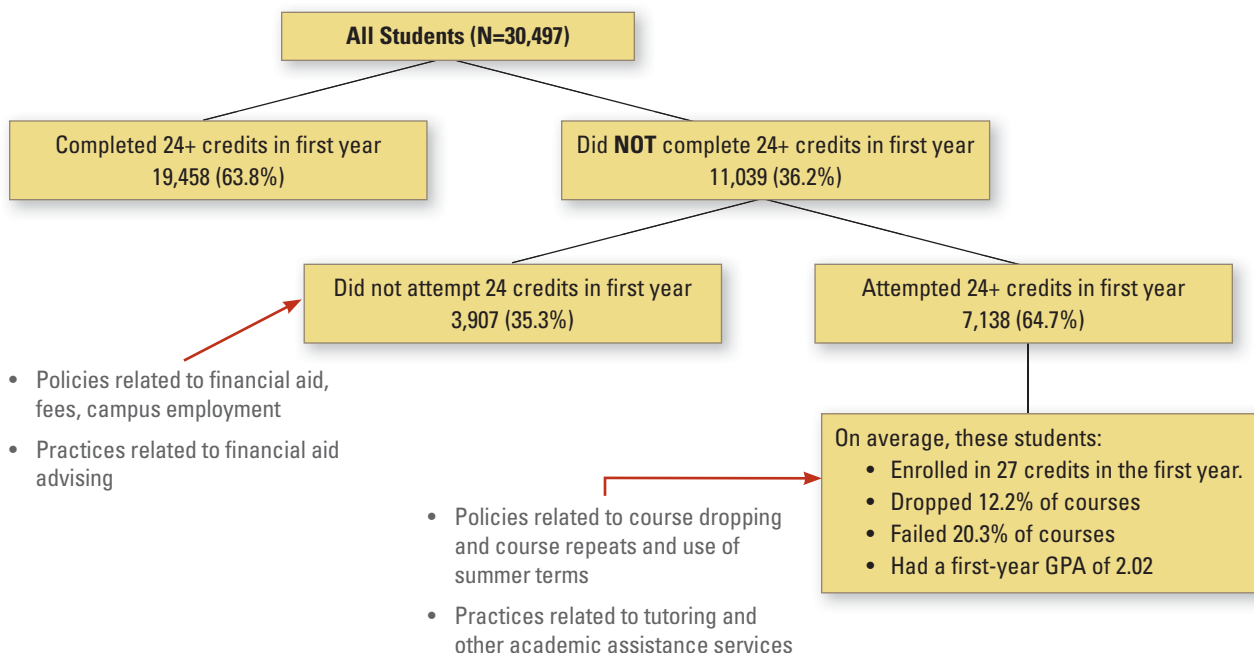 All Students (N=30,497)
Completed 24+ credits in first year
19,458 (63.8%)
Did NOT complete 24+ credits in first year
11,039 (36.2%)
Did not attempt 24 credits in first year
3,907 (35.3%)
Attempted 24+ credits in first year
7,138 (64.7%)
• Policies related to financial aid,
fees, campus employment
• Practices related to financial aid
advising
On average, these students:
• Enrolled in 27 credits in the first year.
• Dropped 12.2% of courses
• Failed 20.3% of courses
• Had a first-year GPA of 2.02
• Policies related to course dropping
and course repeats and use of
summer terms
• Practices related to tutoring and
other academic assistance services